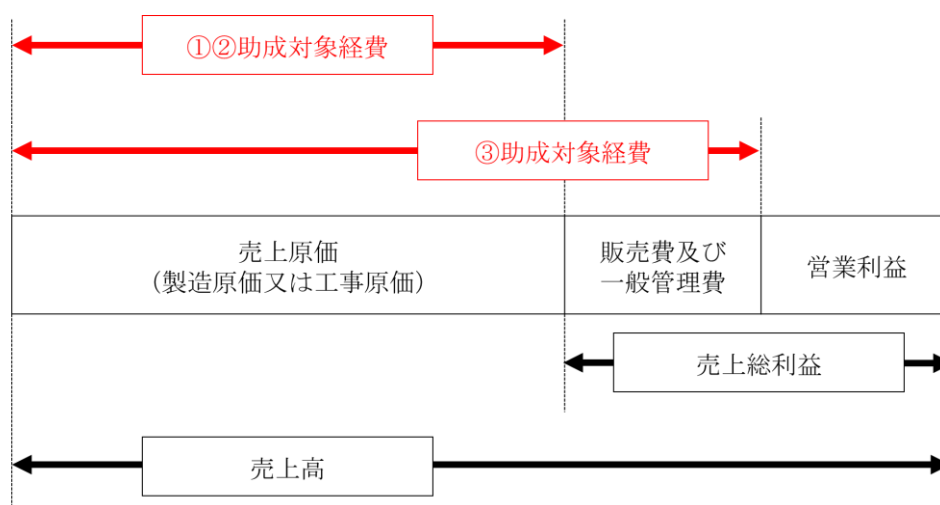 ①②助成対象経費
③助成対象経費
売上原価
(製造原価又は工事原価)
販売費及び
一般管理費
営業利益
売上総利益
売上高